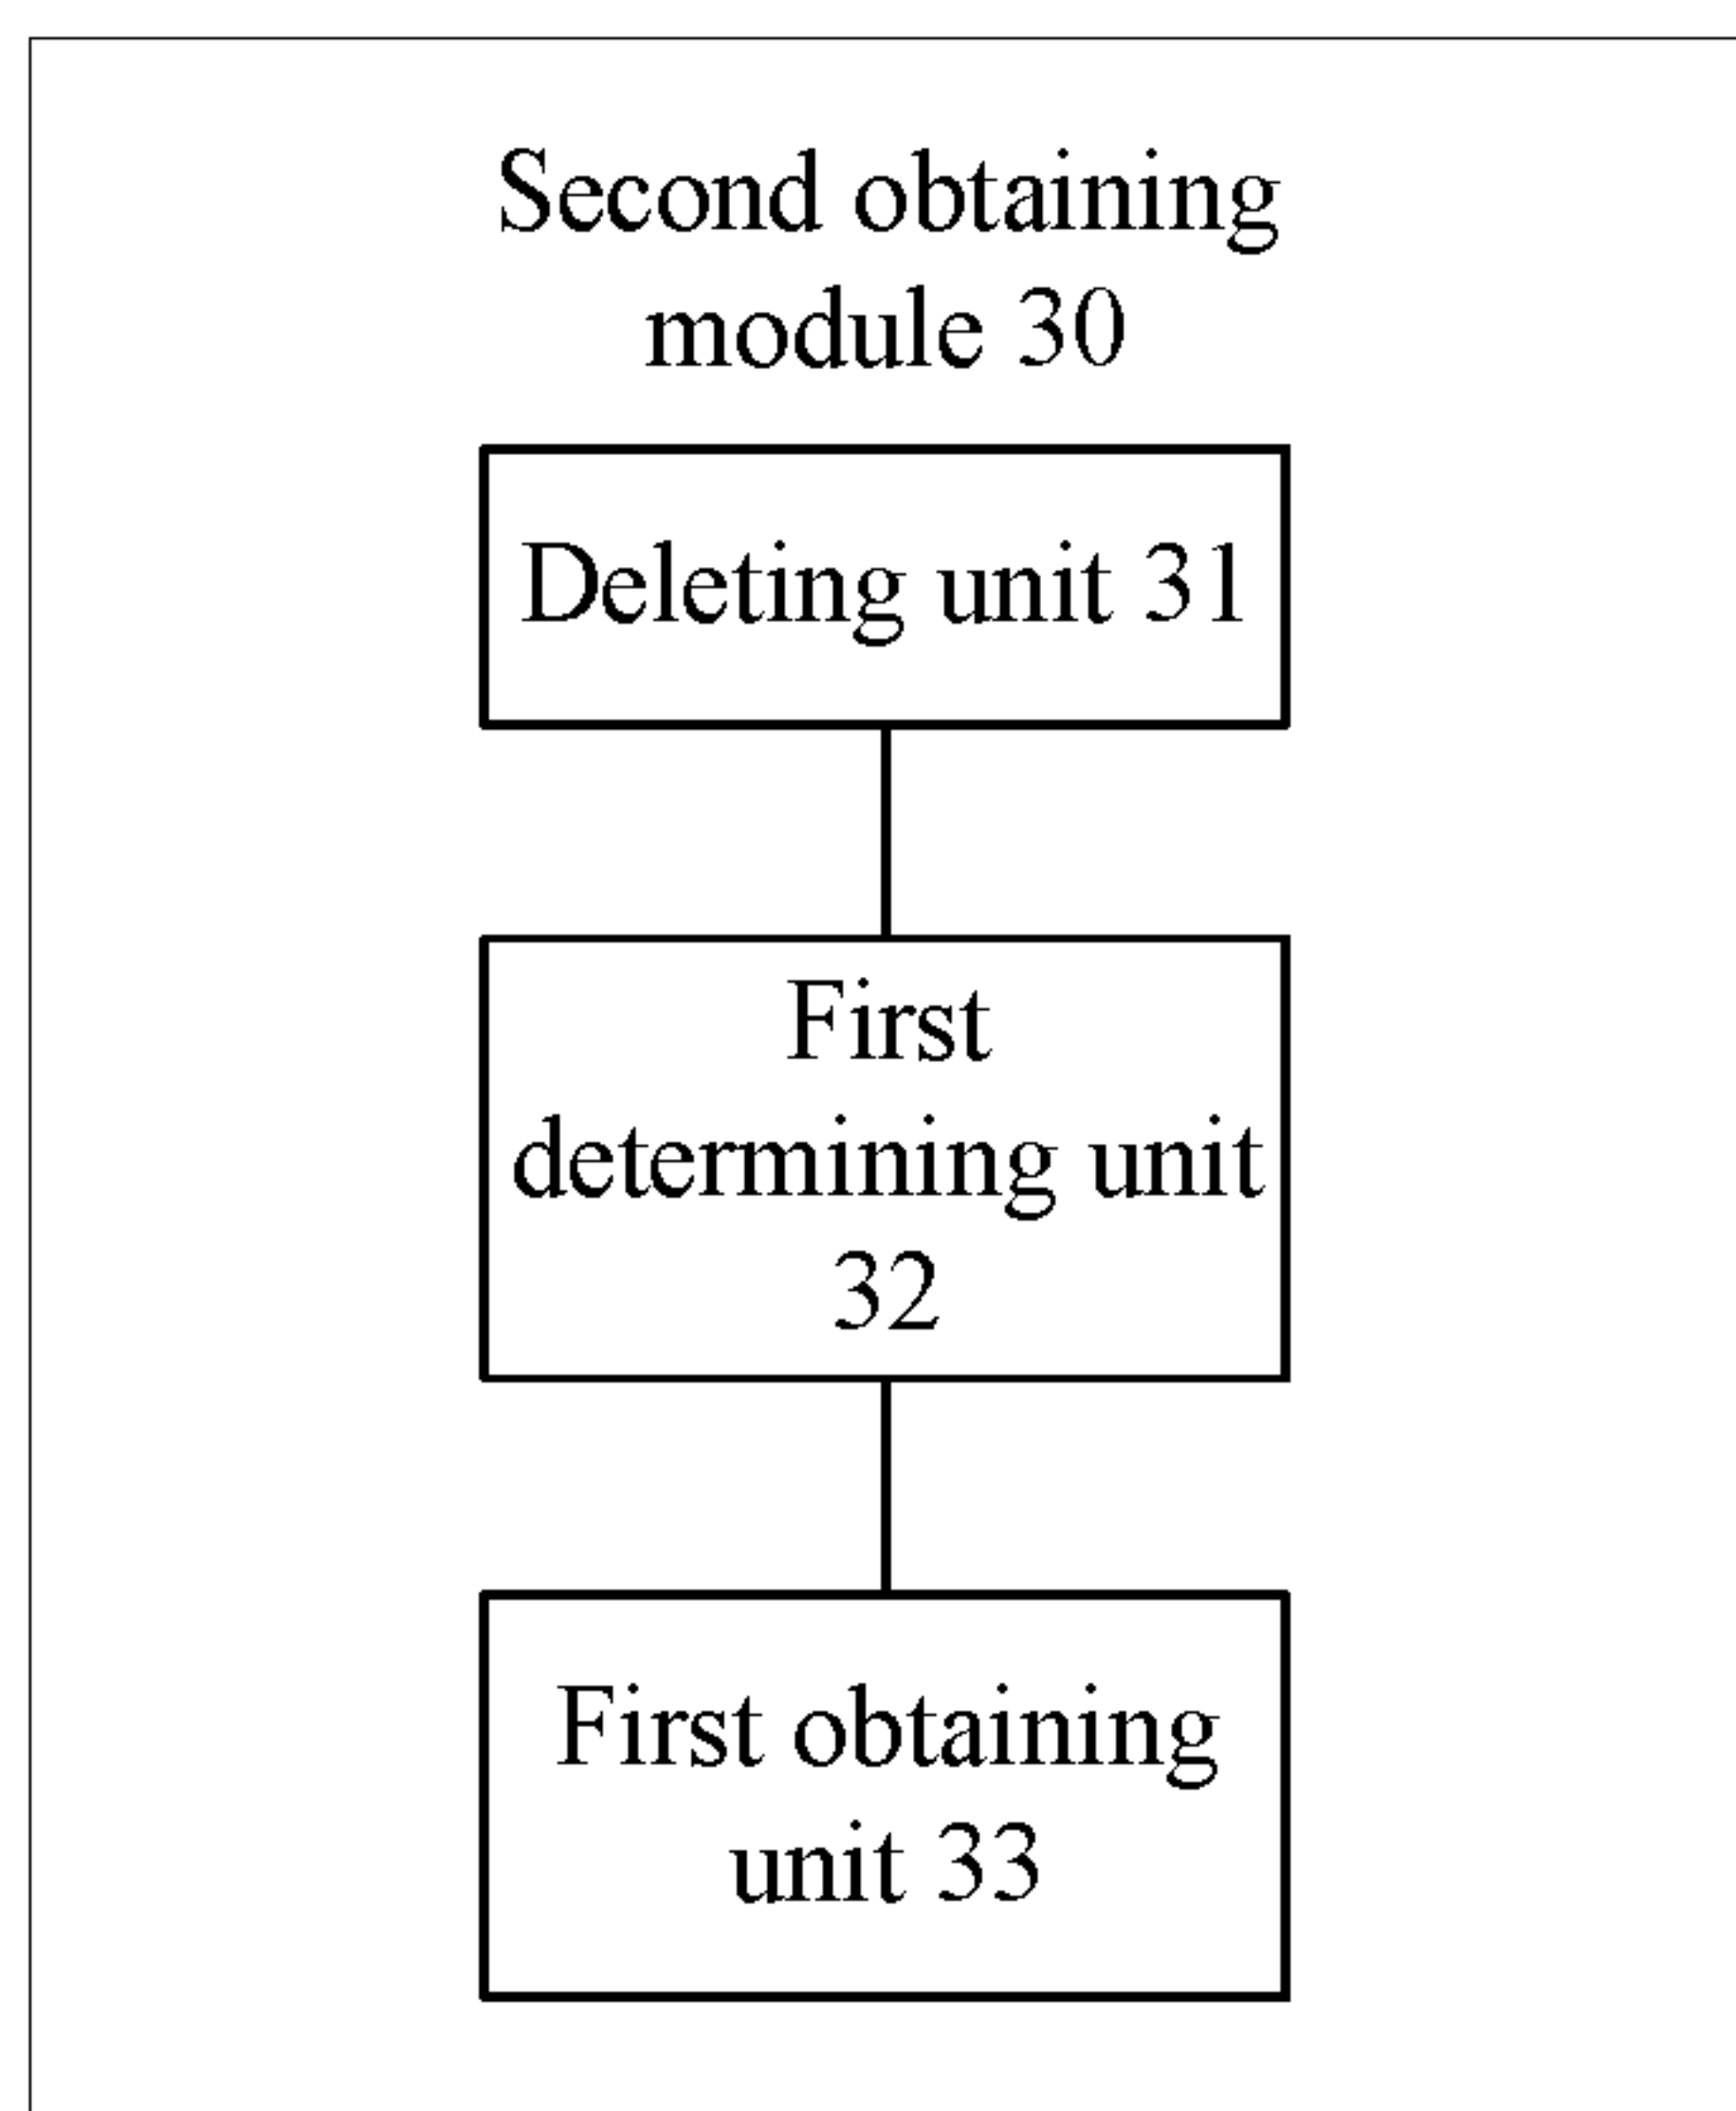 Second obtaining
module 30
Deleting unit 31
First
determining unit
32
First obtaining
unit 33